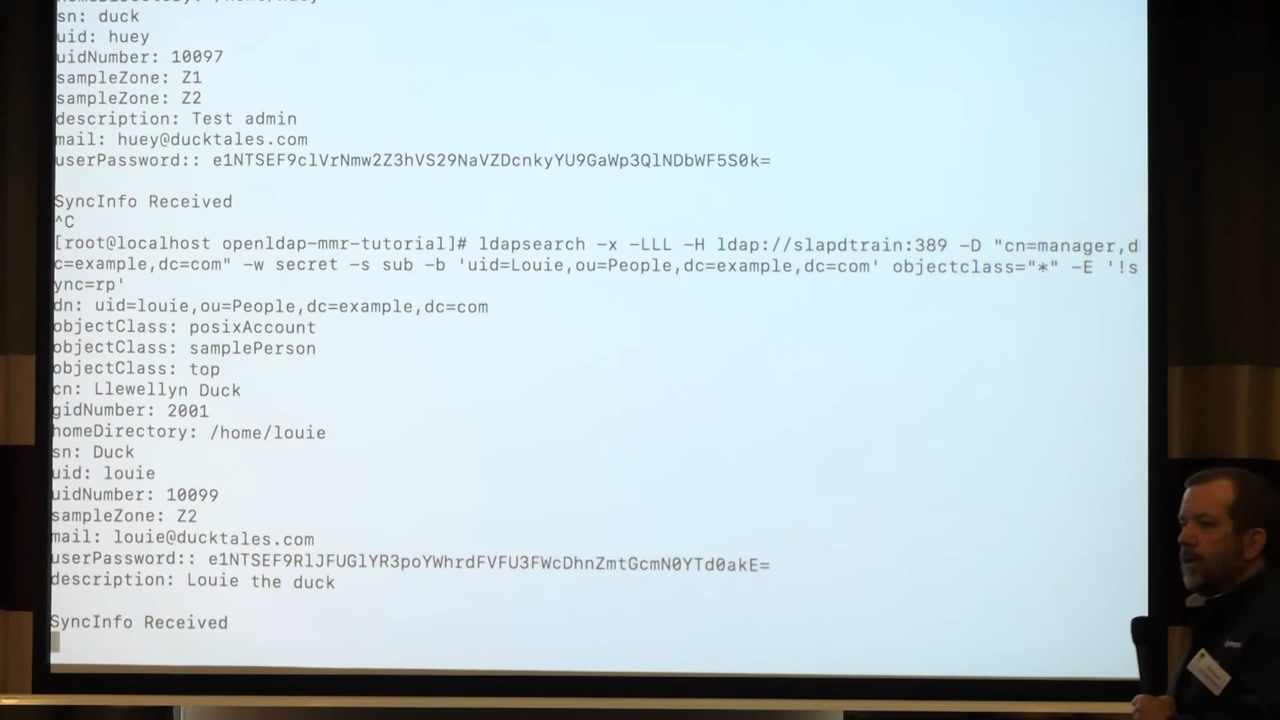 sn: duck
uid: huey
uidNumber: 10097
sampleZone: Z1
sampleZone: Z2
description: Test admin
mail: huey@ducktales.com
userPassword:: e1NTSEF9clVrNmw2Z3hVS29NaVZDcnkyYU9GaWp3QlNDbWF5S0k=
SyncInfo Received
^C
[root@localhost openldap-mmr-tutorial]# ldapsearch -x -LLL -H ldap://slapdtrain:389 -D "cn=manager,d
c=example,dc=com" -w secret -s sub -b 'uid=Louie,ou=People,dc=example,dc=com' objectclass="*" -E '!s
ync=rp'
dn: uid=louie,ou=People,dc=example,dc=com
objectClass: posixAccount
objectClass: samplePerson
objectClass: top
cn: Llewellyn Duck
gidNumber: 2001
homeDirectory: /home/louie
sn: Duck
uid: louie
uidNumber: 10099
sampleZone: Z2
mail: louie@ducktales.com
userPassword:: e1NTSEF9RlJFUGlYR3poYWhrdFVFU3FWcDhnZmtGcmN0YTd0akE=
description: Louie the duck
SyncInfo Received